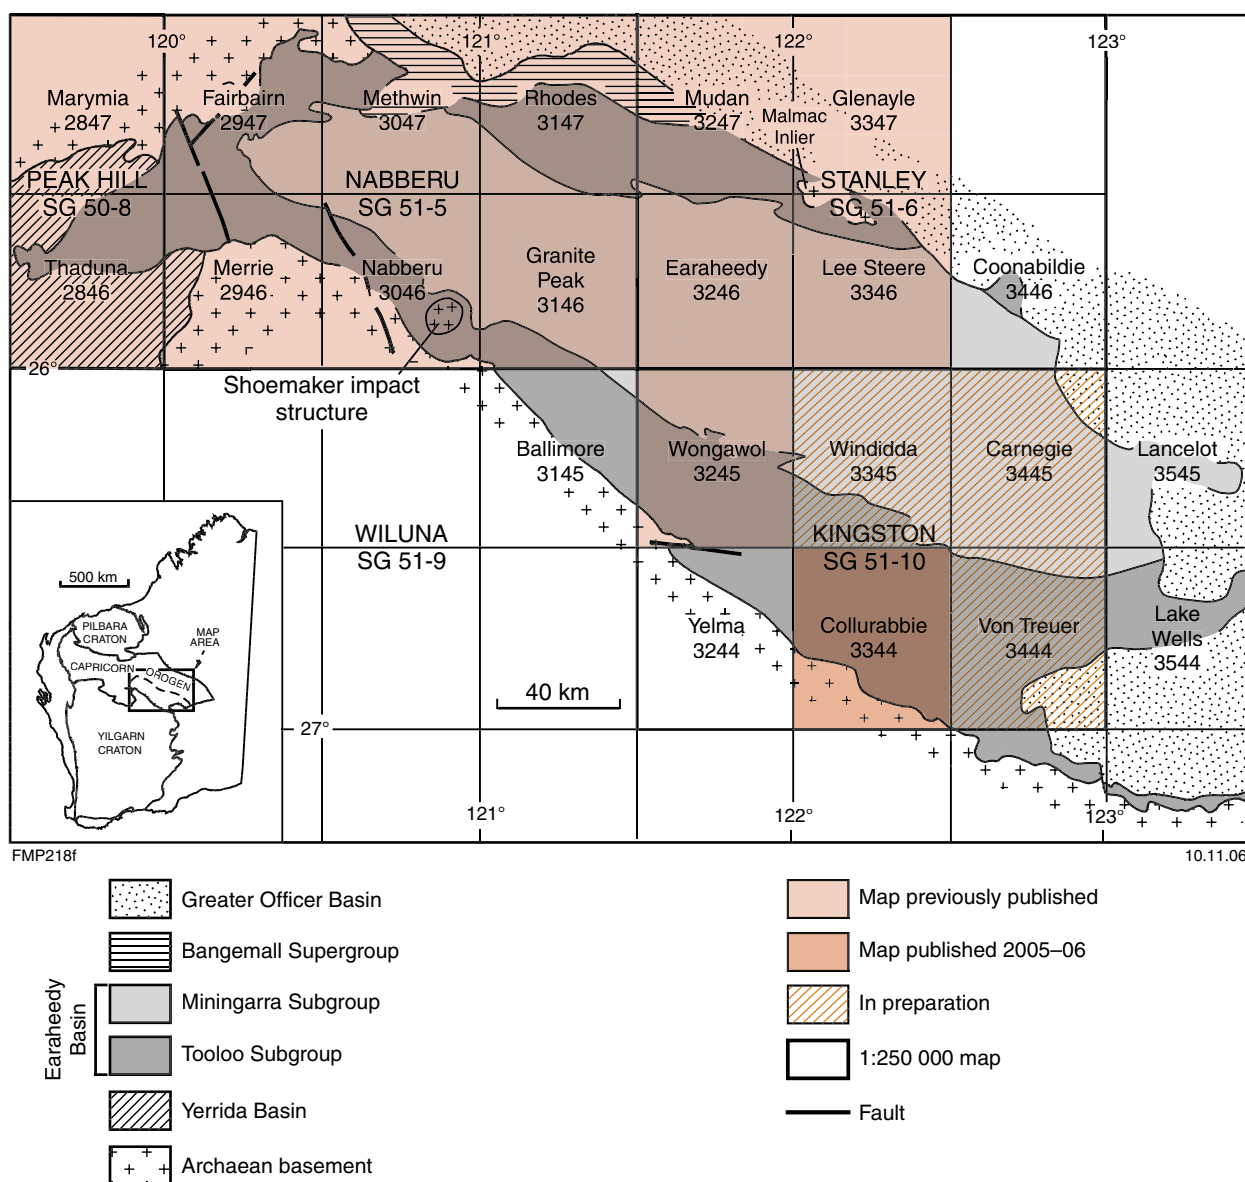 120°
121°
122°
123°
Marymia
2847
Fairbairn
2947
Methwin
3047
Rhodes
3147
Mudan
3247
Malmac
Inlier
Glenayle
3347
PEAK HILL
SG 50-8
NABBERU
SG 51-5
STANLEY
SG 51-6
Thaduna
2846
Merrie
2946
Nabberu
3046
Granite
Peak
3146
Earaheedy
3246
Lee Steere
3346
Coonabildie
3446
26°
Shoemaker impact
structure
Ballimore
3145
Wongawol
3245
Windidda
3345
Carnegie
3445
Lancelot
3545
WILUNA
SG 51-9
KINGSTON
SG 51-10
Yelma
3244
Collurabbie
3344
Von Treuer
3444
Lake
Wells
3544
40 km
27°
121°
122°
123°
500 km
PILBARA
CRATON
MAP
AREA
CAPRICORN
OROGEN
YILGARN
CRATON
FMP218f
10.11.06
Greater Officer Basin
Bangemall Supergroup
Earaheedy
Basin
Miningarra Subgroup
Tooloo Subgroup
Yerrida Basin
Archaean basement
Map previously published
Map published 2005–06
In preparation
1:250 000 map
Fault